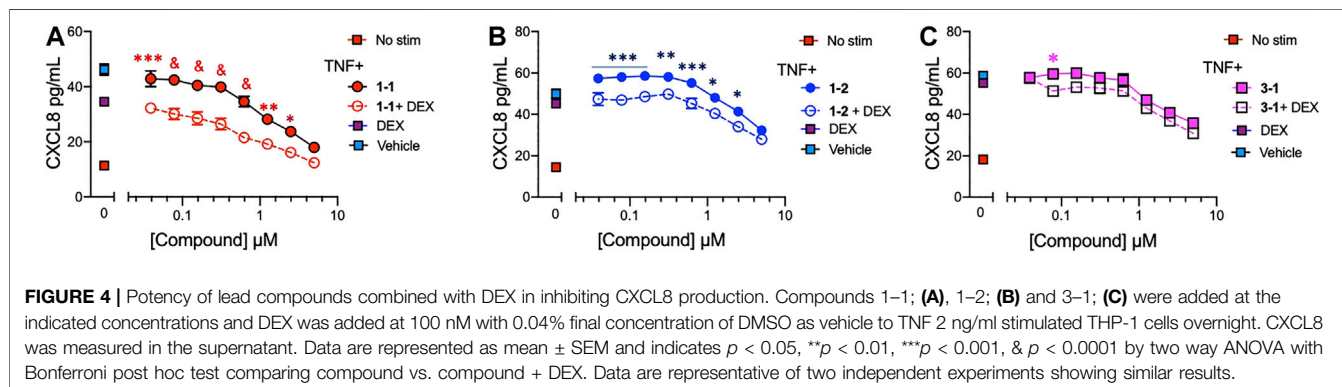 A
CXCL8 pg/mL
60
40
20
0
*** & & & & ** *
No stim
TNF+
1-1
1-1+ DEX
DEX
Vehicle
0
0.1
1
10
[Compound] µM
B
CXCL8 pg/mL
80
60
40
20
0
*** ** *** * *
No stim
TNF+
1-2
1-2 + DEX
DEX
Vehicle
0
0.1
1
10
[Compound] µM
C
CXCL8 pg/mL
80
60
40
20
0
*
No stim
TNF+
3-1
3-1+ DEX
DEX
Vehicle
0
0.1
1
10
[Compound] µM
FIGURE 4 | Potency of lead compounds combined with DEX in inhibiting CXCL8 production. Compounds 1–1; (A), 1–2; (B) and 3–1; (C) were added at the
indicated concentrations and DEX was added at 100 nM with 0.04% final concentration of DMSO as vehicle to TNF 2 ng/ml stimulated THP-1 cells overnight. CXCL8
was measured in the supernatant. Data are represented as mean ± SEM and indicates p < 0.05, **p < 0.01, ***p < 0.001, & p < 0.0001 by two way ANOVA with
Bonferroni post hoc test comparing compound vs. compound + DEX. Data are representative of two independent experiments showing similar results.